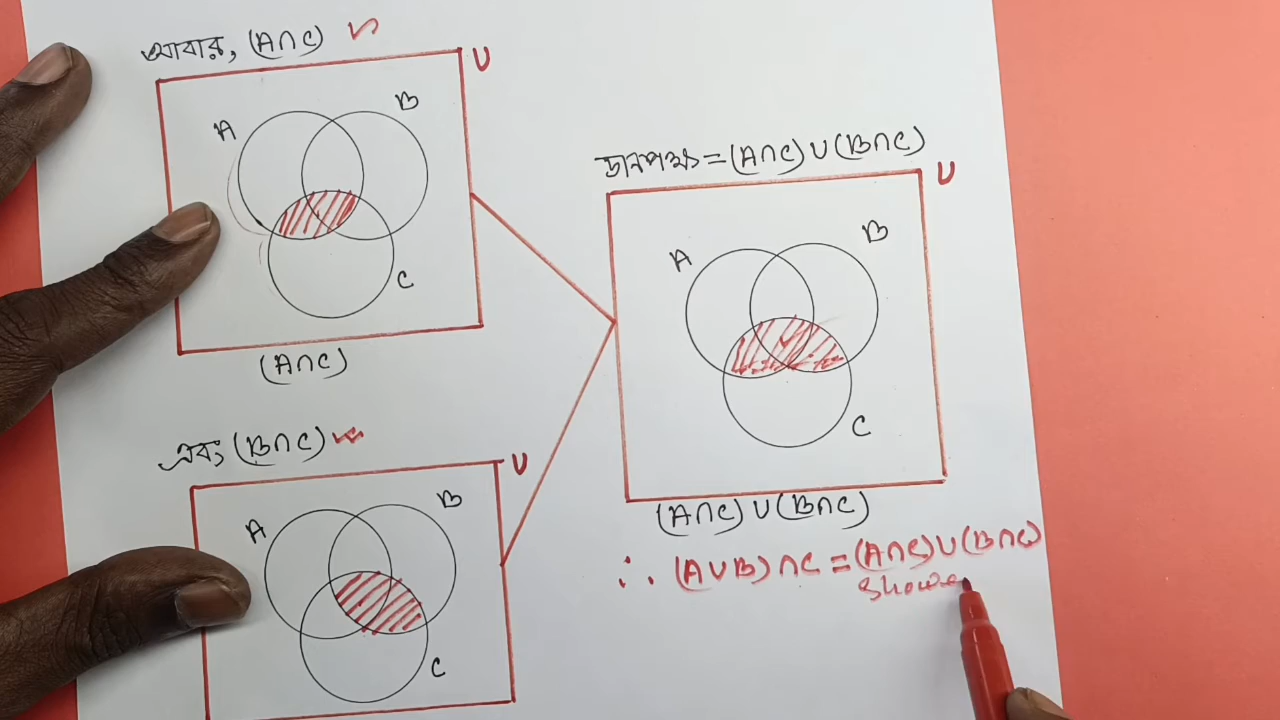 আবার, (A∩C)
U
A
B
C
(A∩C)
এবং (B∩C)
U
A
B
C
ডানপক্ষ = (A∩C) U (B∩C)
U
A
B
C
(A∩C) U (B∩C)
∴ (A∪B) ∩C = (A∩C) U (B∩C)